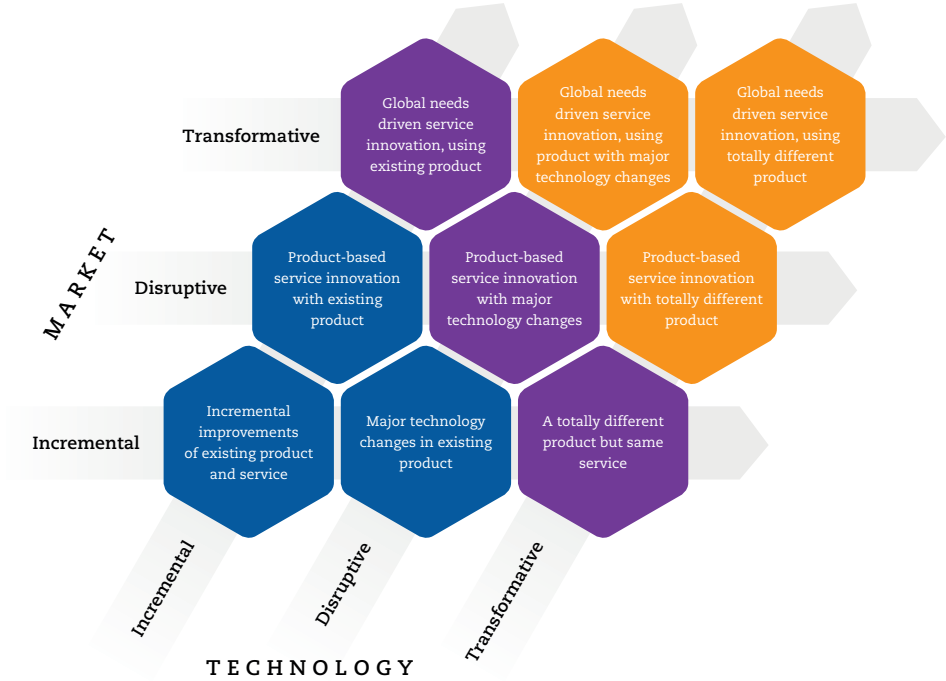 Transformative
Global needs
driven service
innovation, using
existing product
Global needs
driven service
innovation, using
product with major
technology changes
Global needs
driven service
innovation, using
totally different
product
MARKET
Disruptive
Product-based
service innovation
with existing
product
Product-based
service innovation
with major
technology changes
Product-based
service innovation
with totally different
product
Incremental
Incremental
improvements
of existing product
and service
Major technology
changes in existing
product
A totally different
product but same
service
Incremental
Disruptive
Transformative
TECHNOLOGY